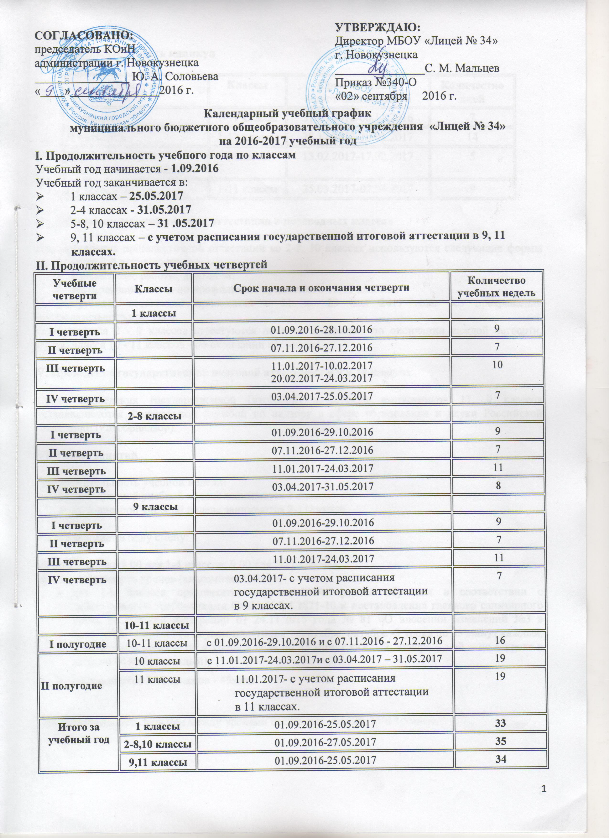 СОГЛАСОВАНО:
председатель КОиН
администрации г. Новокузнецка
Ю. А. Соловьева
« 9 » сентября 2016 г.
УТВЕРЖДАЮ:
Директор МБОУ «Лицей № 34»
г. Новокузнецка
С. М. Мальцев
Приказ №340-О
«02» сентября 2016 г.
Календарный учебный график
муниципального бюджетного общеобразовательного учреждения «Лицей № 34»
на 2016-2017 учебный год
I. Продолжительность учебного года по классам
Учебный год начинается - 1.09.2016
Учебный год заканчивается в:
➢ 1 классах – 25.05.2017
➢ 2-4 классах - 31.05.2017
➢ 5-8, 10 классах – 31 .05.2017
➢ 9, 11 классах – с учетом расписания государственной итоговой аттестации в 9, 11
классах.
II. Продолжительность учебных четвертей
Учебные четверти Классы Срок начала и окончания четверти Количество учебных недель
1 классы
I четверть 01.09.2016-28.10.2016 9
II четверть 07.11.2016-27.12.2016 7
III четверть 11.01.2017-10.02.2017 10
20.02.2017-24.03.2017
IV четверть 03.04.2017-25.05.2017 7
2-8 классы
I четверть 01.09.2016-29.10.2016 9
II четверть 07.11.2016-27.12.2016 7
III четверть 11.01.2017-24.03.2017 11
IV четверть 03.04.2017-31.05.2017 8
9 классы
I четверть 01.09.2016-29.10.2016 9
II четверть 07.11.2016-27.12.2016 7
III четверть 11.01.2017-24.03.2017 11
IV четверть 03.04.2017- с учетом расписания 7
государственной итоговой аттестации
в 9 классах.
10-11 классы
I полугодие 10-11 классы с 01.09.2016-29.10.2016 и с 07.11.2016 - 27.12.2016 16
II полугодие 10 классы с 11.01.2017-24.03.2017и с 03.04.2017 – 31.05.2017 19
11 классы 11.01.2017- с учетом расписания 19
государственной итоговой аттестации
в 11 классах.
Итого за учебный год 1 классы 01.09.2016-25.05.2017 33
2-8,10 классы 01.09.2016-27.05.2017 35
9,11 классы 01.09.2016-25.05.2017 34
1